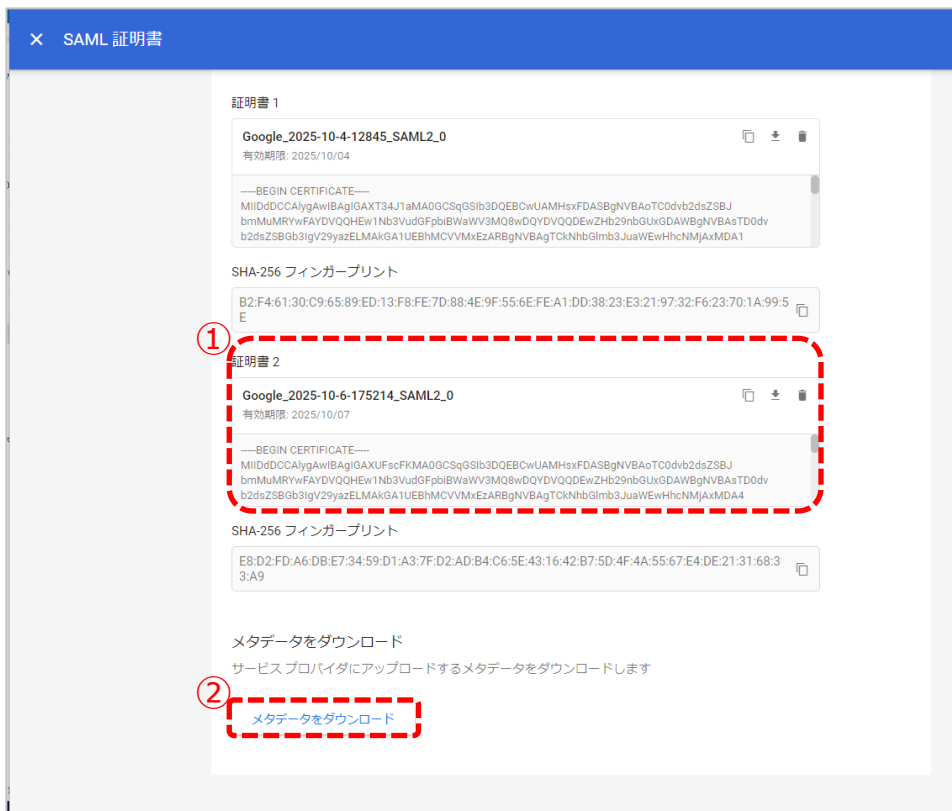 × SAML 証明書
証明書 1
Google_2025-10-4-12845_SAML2_0
有効期限: 2025/10/04
-----BEGIN CERTIFICATE-----
MIIDdDCCAlygAwIBAgIGAXT34J1aMA0GCSqGSIb3DQEBCwUAMHsxFDASBgNVBAoTC0dvb2dsZSBJ
bmMuMRYwFAYDVQQHEw1Nb3VudGFpbiBWaWV3MQ8wDQYDVQQDEwZHb29nbGUxGDAWBgNVBAsTD0dv
b2dsZSBGb3IgV29yazELMAkGA1UEBhMCVVMxEzARBgNVBAgTCkNhbGlmb3JuaWEwHhcNMjAxMDA1
SHA-256 フィンガープリント
B2:F4:61:30:C9:65:89:ED:13:F8:FE:7D:88:4E:9F:55:6E:FE:A1:DD:38:23:E3:21:97:32:F6:23:70:1A:99:5
E
①
証明書 2
Google_2025-10-6-175214_SAML2_0
有効期限: 2025/10/07
-----BEGIN CERTIFICATE-----
MIIDdDCCAlygAwIBAgIGAXUFscFKMA0GCSqGSIb3DQEBCwUAMHsxFDASBgNVBAoTC0dvb2dsZSBJ
bmMuMRYwFAYDVQQHEw1Nb3VudGFpbiBWaWV3MQ8wDQYDVQQDEwZHb29nbGUxGDAWBgNVBAsTD0dv
b2dsZSBGb3IgV29yazELMAkGA1UEBhMCVVMxEzARBgNVBAgTCkNhbGlmb3JuaWEwHhcNMjAxMDA4
SHA-256 フィンガープリント
E8:D2:FD:A6:DB:E7:34:59:D1:A3:7F:D2:AD:B4:C6:5E:43:16:42:B7:5D:4F:4A:55:67:E4:DE:21:31:68:3
3:A9
メタデータをダウンロード
サービス プロバイダにアップロードするメタデータをダウンロードします
②
メタデータをダウンロード